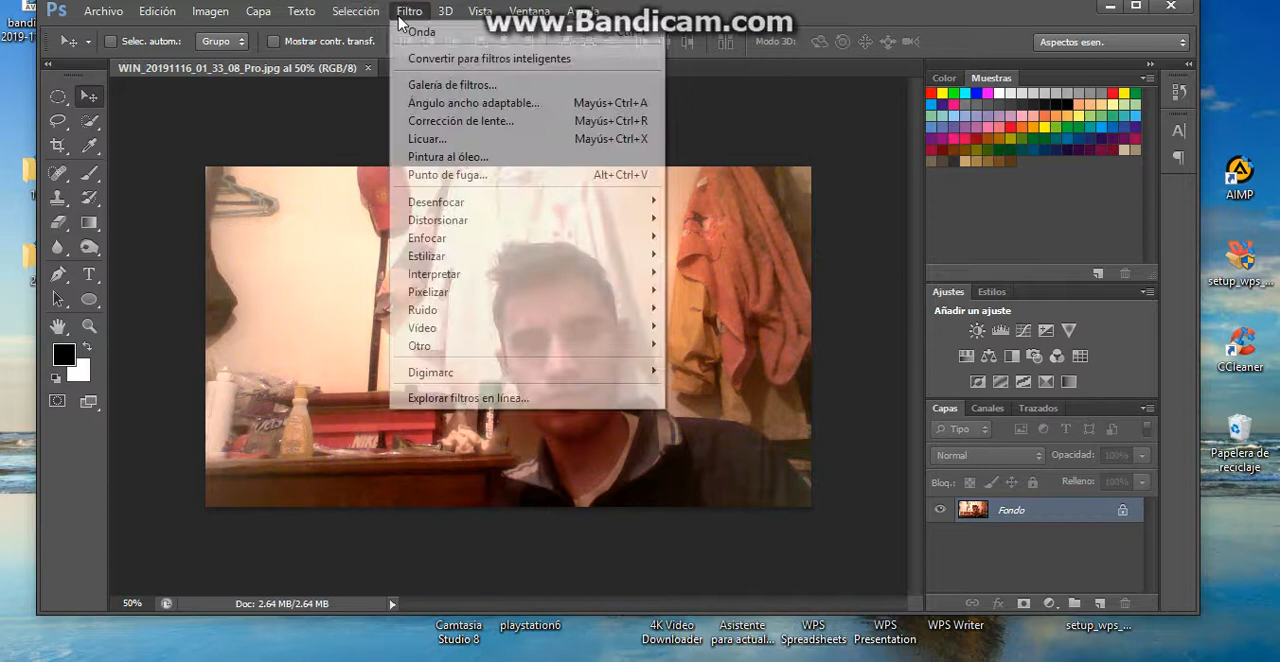 www.Bandicam.com
Ps Archivo Edición Imagen Capa Texto Selección Filtro 3D Vista Ventana
Selec. autom.: Grupo Mostrar contr. transf. Modo 3D: Aspectos esen.
WIN_20191116_01_33_08_Pro.jpg al 50% (RGB/8) ×
Onda
Convertir para filtros inteligentes
Galería de filtros...
Ángulo ancho adaptable... Mayús+Ctrl+A
Corrección de lente... Mayús+Ctrl+R
Licuar... Mayús+Ctrl+X
Pintura al óleo...
Punto de fuga... Alt+Ctrl+V
Desenfocar
Distorsionar
Enfocar
Estilizar
Interpretar
Pixelizar
Ruido
Vídeo
Otro
Digimarc
Explorar filtros en línea...
NIKE
Color Muestras
Ajustes Estilos
Añadir un ajuste
Capas Canales Trazados
Tipo
Normal Opacidad: 100%
Bloq.: Relleno: 100%
Fondo
50% Doc: 2.64 MB/2.64 MB
AIMP
setup_wps_...
CCleaner
Papelera de
reciclaje
Camtasia
Studio 8
playstation6
4K Video
Downloader
Asistente
para actual...
WPS
Spreadsheets
WPS
Presentation
WPS Writer
setup_wps_...